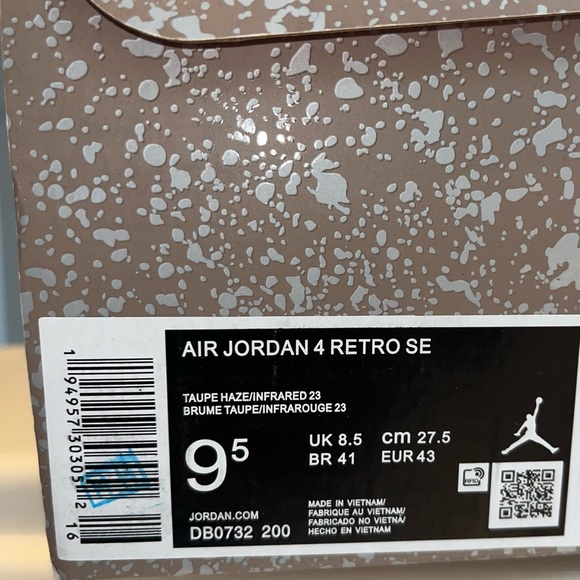 AIR JORDAN 4 RETRO SE
TAUPE HAZE/INFRARED 23
BRUME TAUPE/INFRAROUGE 23
9⁵
UK 8.5 cm 27.5
BR 41 EUR 43
RFID
MADE IN VIETNAM/
FABRIQUE AU VIETNAM/
FABRICADO NO VIETNÃ/
HECHO EN VIETNAM
JORDAN.COM
DB0732 200
1 94957 30305 2 16